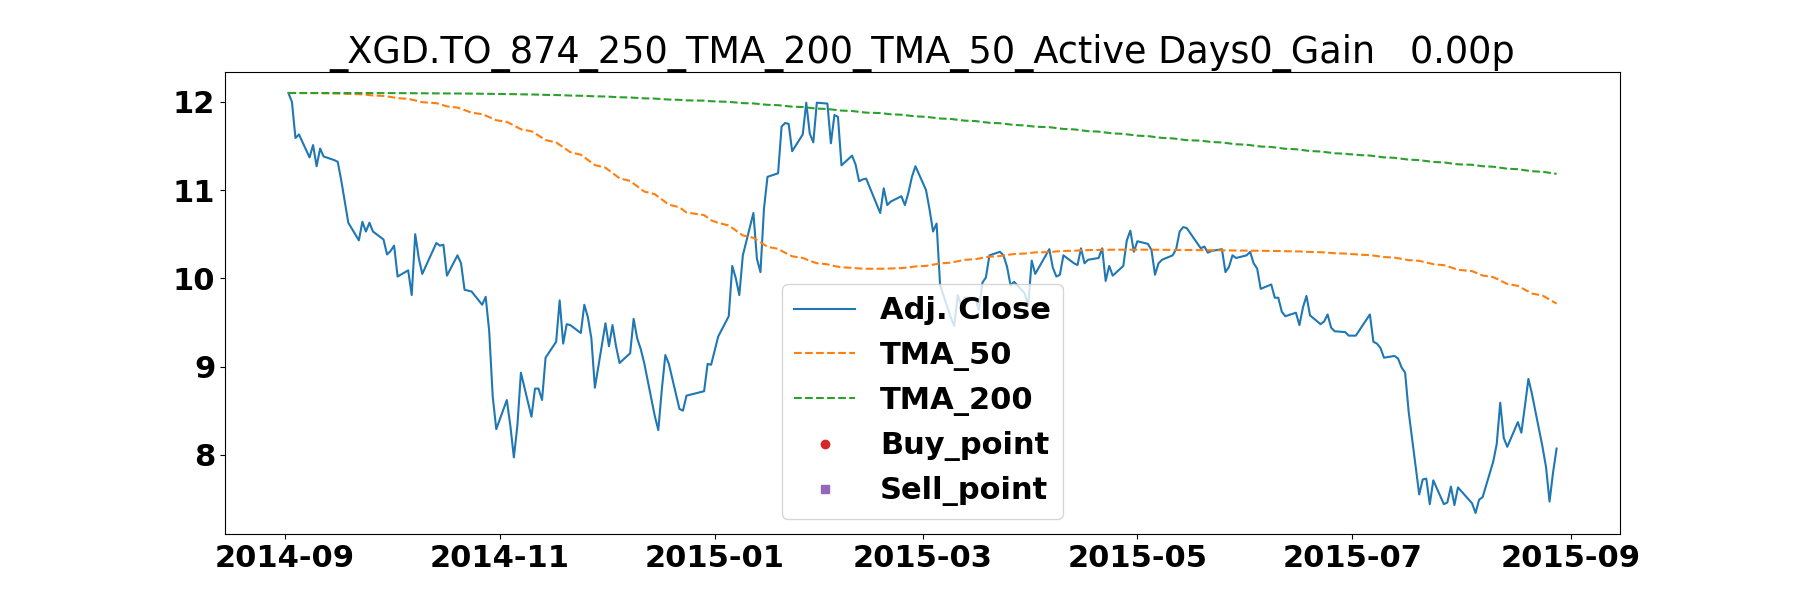 _XGD.TO_874_250_TMA_200_TMA_50_Active Days0_Gain   0.00p
12
11
10
9
8
Adj. Close
TMA_50
TMA_200
Buy_point
Sell_point
2014-09 2014-11 2015-01 2015-03 2015-05 2015-07 2015-09